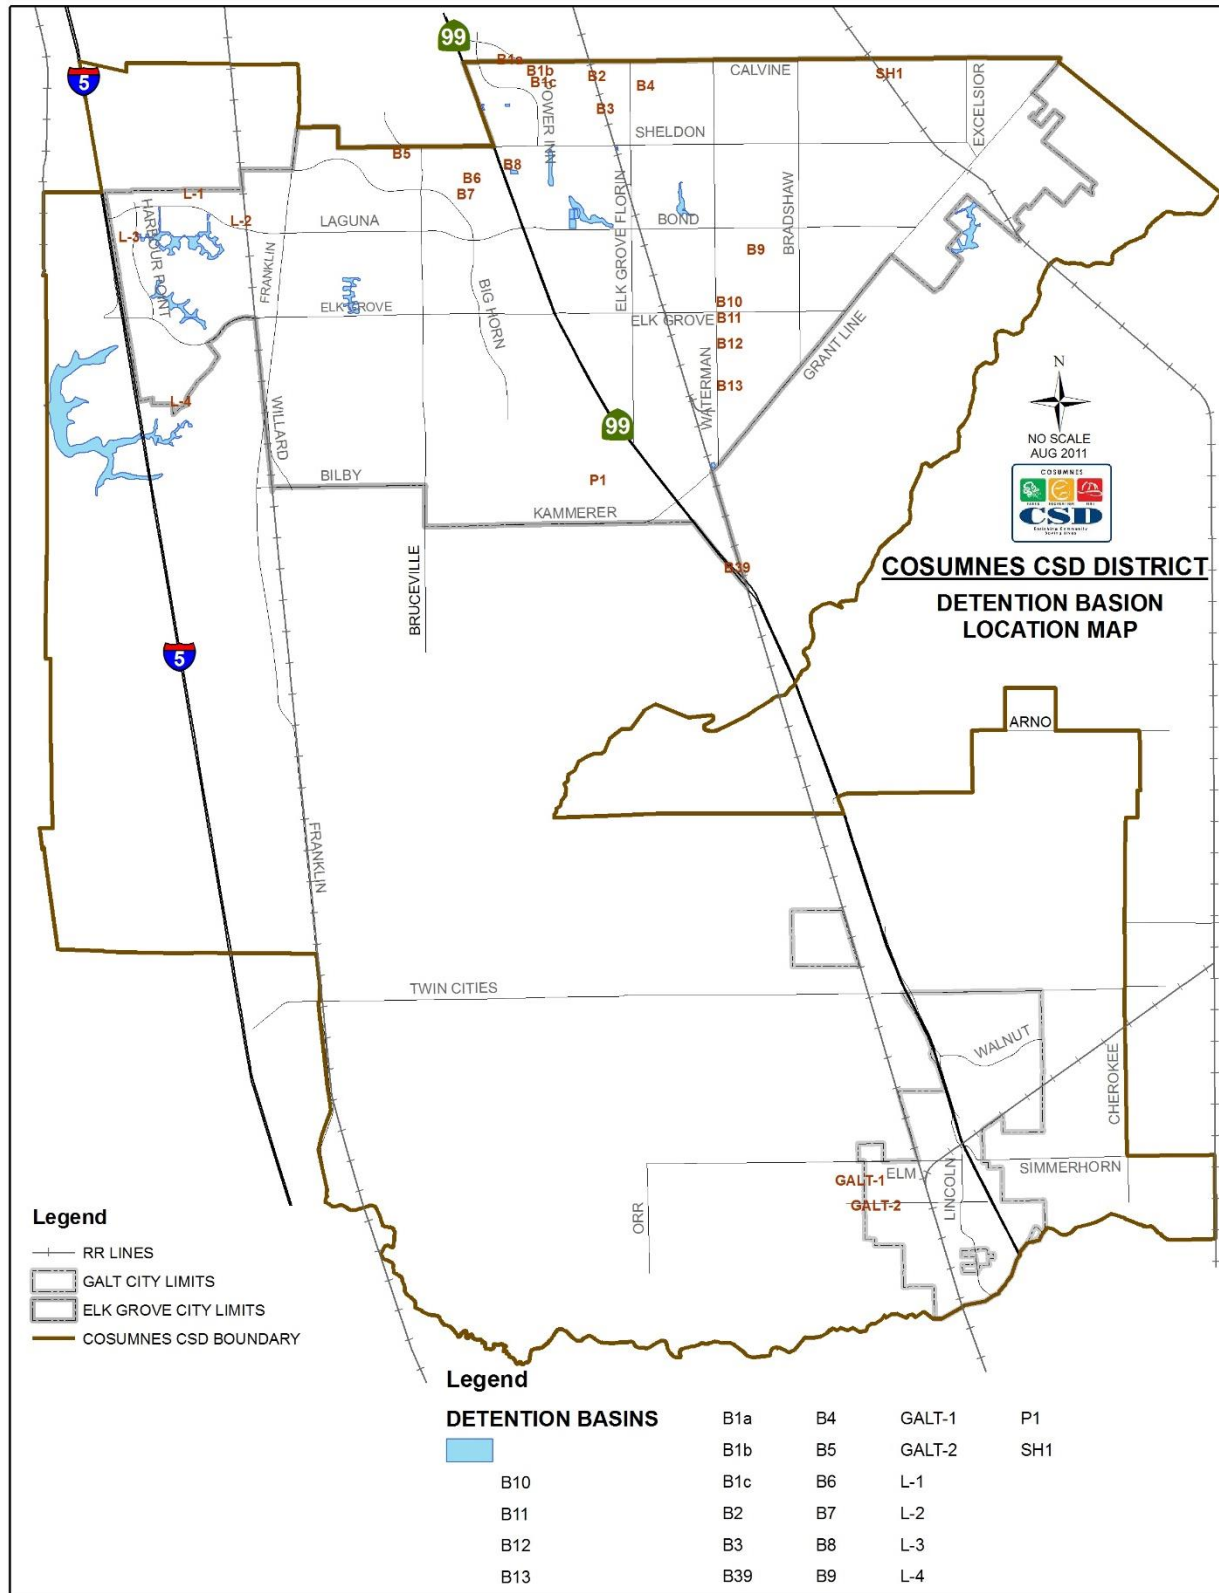 99
5
B1a
B1b
B1c
B2
B4
CALVINE
SH1
EXCELSIOR
B3
POWER INN
SHELDON
B5
B8
B6
B7
L-1
L-2
L-3
HARBOUR POINT
LAGUNA
FRANKLIN
ELK GROVE FLORIN
BOND
BRADSHAW
B9
ELK GROVE
BIG HORN
B10
ELK GROVE
B11
B12
B13
WATERMAN
GRANT LINE
L-4
WILLARD
99
N
NO SCALE
AUG 2011
COSUMNES
CSD
BILBY
P1
KAMMERER
BRUCEVILLE
B39
COSUMNES CSD DISTRICT
DETENTION BASION
LOCATION MAP
5
ARNO
FRANKLIN
TWIN CITIES
WALNUT
CHEROKEE
GALT-1
ELM
SIMMERHORN
GALT-2
LINCOLN
ORR
Legend
RR LINES
GALT CITY LIMITS
ELK GROVE CITY LIMITS
COSUMNES CSD BOUNDARY
Legend
DETENTION BASINS
B10
B11
B12
B13
B1a
B1b
B1c
B2
B3
B39
B4
B5
B6
B7
B8
B9
GALT-1
GALT-2
L-1
L-2
L-3
L-4
P1
SH1